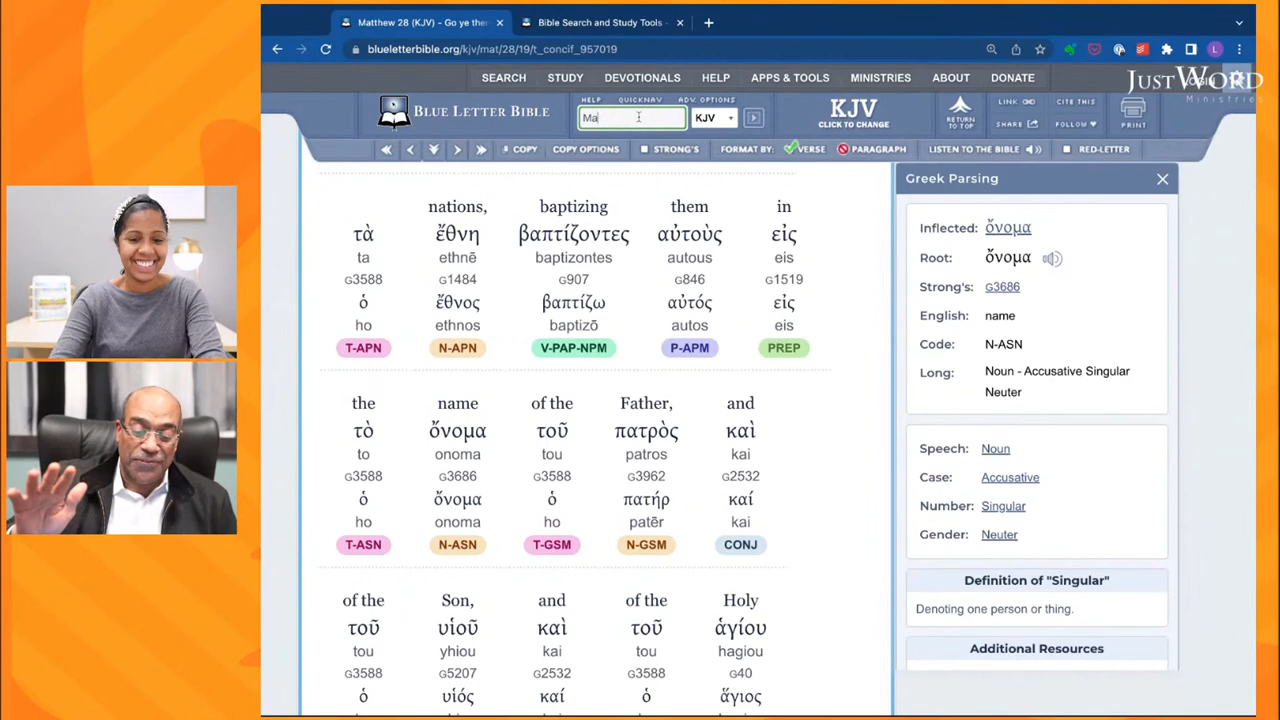 Matthew 28 (KJV) – Go ye ther
Bible Search and Study Tools -
blueletterbible.org/kjv/mat/28/19/t_concif_957019
L
SEARCH STUDY DEVOTIONALS HELP APPS & TOOLS MINISTRIES ABOUT DONATE
JUSTWORD
Ministries
BLUE LETTER BIBLE
HELP QUICKNAV ADV. OPTIONS
Ma KJV
KJV
CLICK TO CHANGE
RETURN TO TOP
LINK
CITE THIS
SHARE
FOLLOW
PRINT
COPY COPY OPTIONS STRONG'S FORMAT BY: VERSE PARAGRAPH LISTEN TO THE BIBLE RED-LETTER
nations, baptizing them in
τὰ ἔθνη βαπτίζοντες αὐτοὺς εἰς
ta ethnē baptizontes autous eis
G3588 G1484 G907 G846 G1519
ὁ ἔθνος βαπτίζω αὐτός εἰς
ho ethnos baptizō autos eis
T-APN N-APN V-PAP-NPM P-APM PREP
the name of the Father, and
τὸ ὄνομα τοῦ πατρὸς καὶ
to onoma tou patros kai
G3588 G3686 G3588 G3962 G2532
ὁ ὄνομα ὁ πατήρ καί
ho onoma ho patēr kai
T-ASN N-ASN T-GSM N-GSM CONJ
of the Son, and of the Holy
τοῦ υἱοῦ καὶ τοῦ ἁγίου
tou yhiou kai tou hagiou
G3588 G5207 G2532 G3588 G40
ὁ υἱός καί ὁ ἅγιος
Greek Parsing
Inflected: ὄνομα
Root: ὄνομα
Strong's: G3686
English: name
Code: N-ASN
Long: Noun - Accusative Singular
Neuter
Speech: Noun
Case: Accusative
Number: Singular
Gender: Neuter
Definition of "Singular"
Denoting one person or thing.
Additional Resources